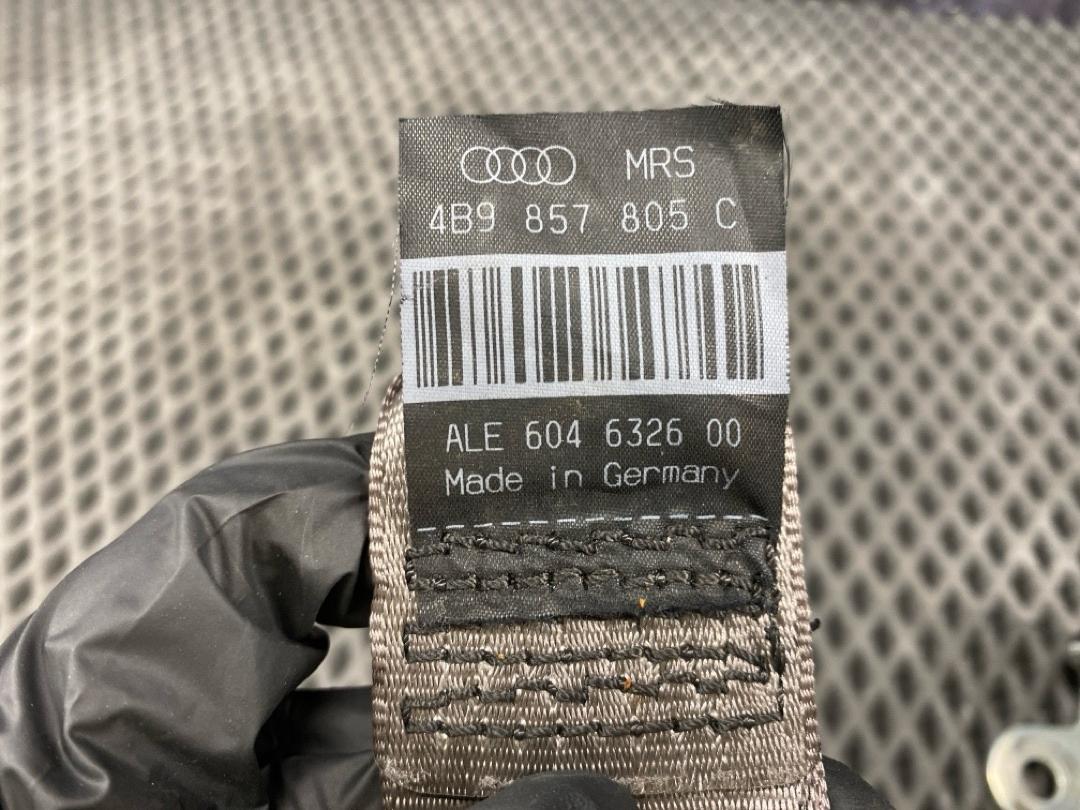 MRS
4B9 857 805 C
ALE 604 6326 00
Made in Germany